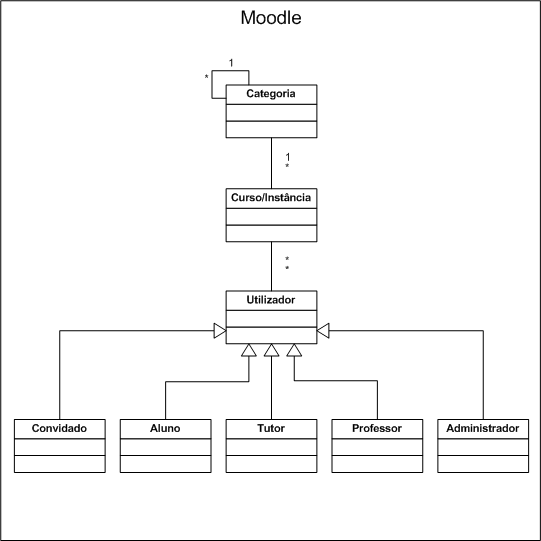 Moodle
1
*
Categoria
1
*
Curso/Instância
*
*
Utilizador
Convidado
Aluno
Tutor
Professor
Administrador